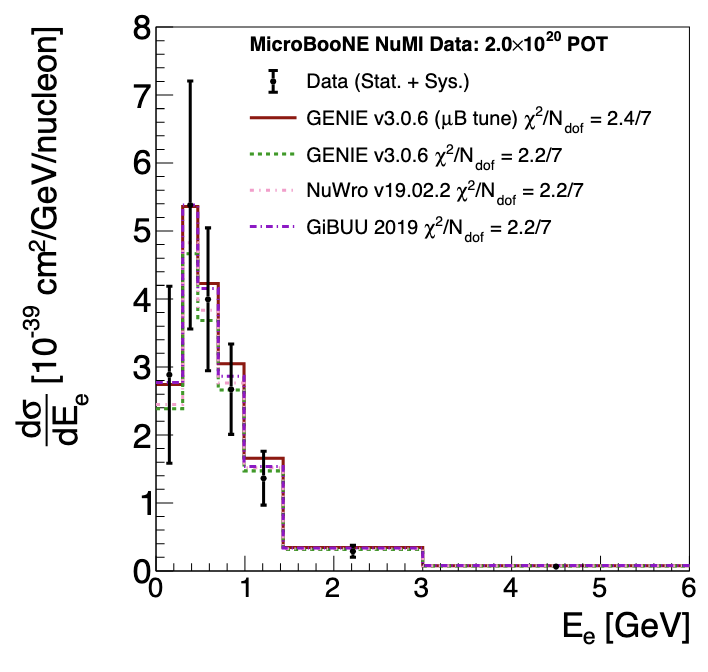 MicroBooNE NuMI Data: 2.0×10²⁰ POT
Data (Stat. + Sys.)
GENIE v3.0.6 (μB tune) χ²/N_dof = 2.4/7
GENIE v3.0.6 χ²/N_dof = 2.2/7
NuWro v19.02.2 χ²/N_dof = 2.2/7
GiBUU 2019 χ²/N_dof = 2.2/7
dσ/dE_e [10⁻³⁹ cm²/GeV/nucleon]
8
7
6
5
4
3
2
1
0
0 1 2 3 4 5 6
E_e [GeV]